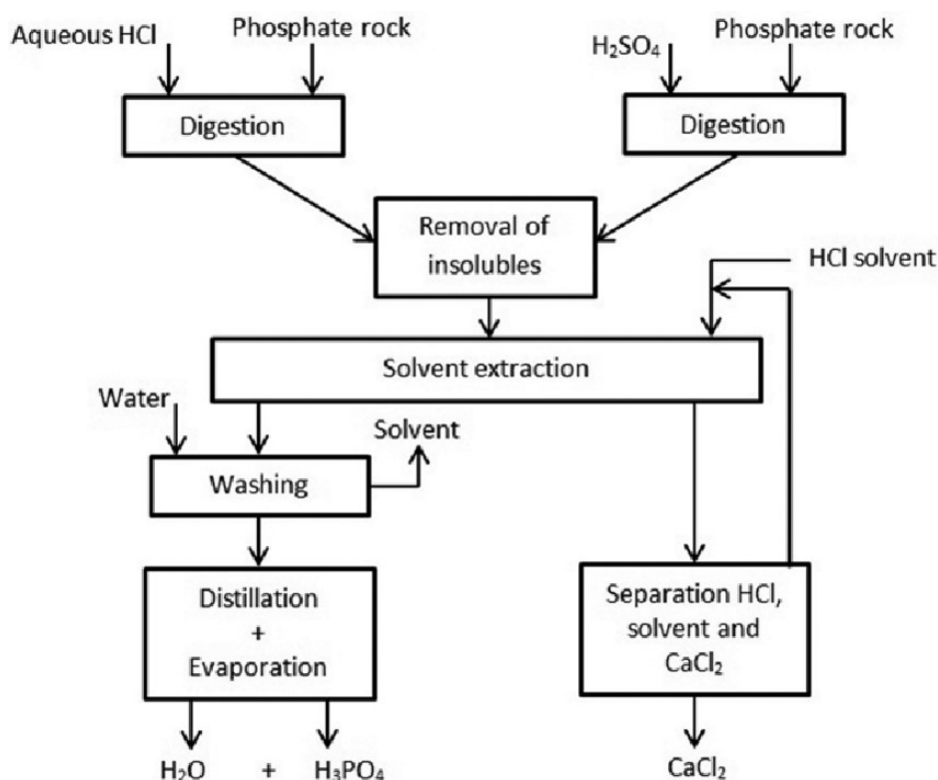 Aqueous HCl
Phosphate rock
H₂SO₄
Phosphate rock
Digestion
Digestion
Removal of
insolubles
HCl solvent
Solvent extraction
Water
Solvent
Washing
Distillation
+
Evaporation
Separation HCl,
solvent and
CaCl₂
H₂O + H₃PO₄
CaCl₂